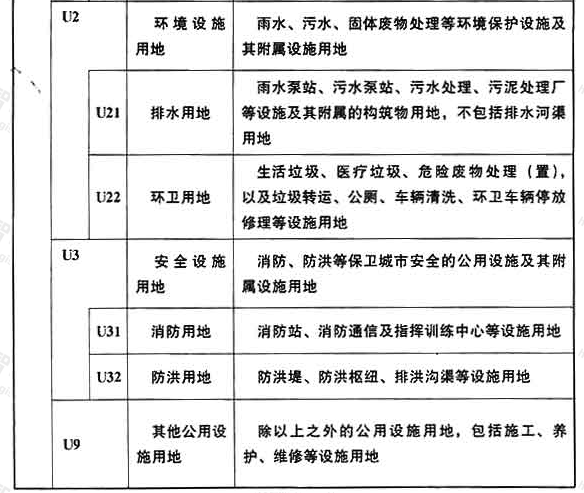 U2
环境设施
用地
雨水、污水、固体废物处理等环境保护设施及
其附属设施用地
U21
排水用地
雨水泵站、污水泵站、污水处理、污泥处理厂
等设施及其附属的构筑物用地，不包括排水河渠
用地
U22
环卫用地
生活垃圾、医疗垃圾、危险废物处理（置），
以及垃圾转运、公厕、车辆清洗、环卫车辆停放
修理等设施用地
U3
安全设施
用地
消防、防洪等保卫城市安全的公用设施及其附
属设施用地
U31
消防用地
消防站、消防通信及指挥训练中心等设施用地
U32
防洪用地
防洪堤、防洪枢纽、排洪沟渠等设施用地
U9
其他公用设
施用地
除以上之外的公用设施用地，包括施工、养
护、维修等设施用地